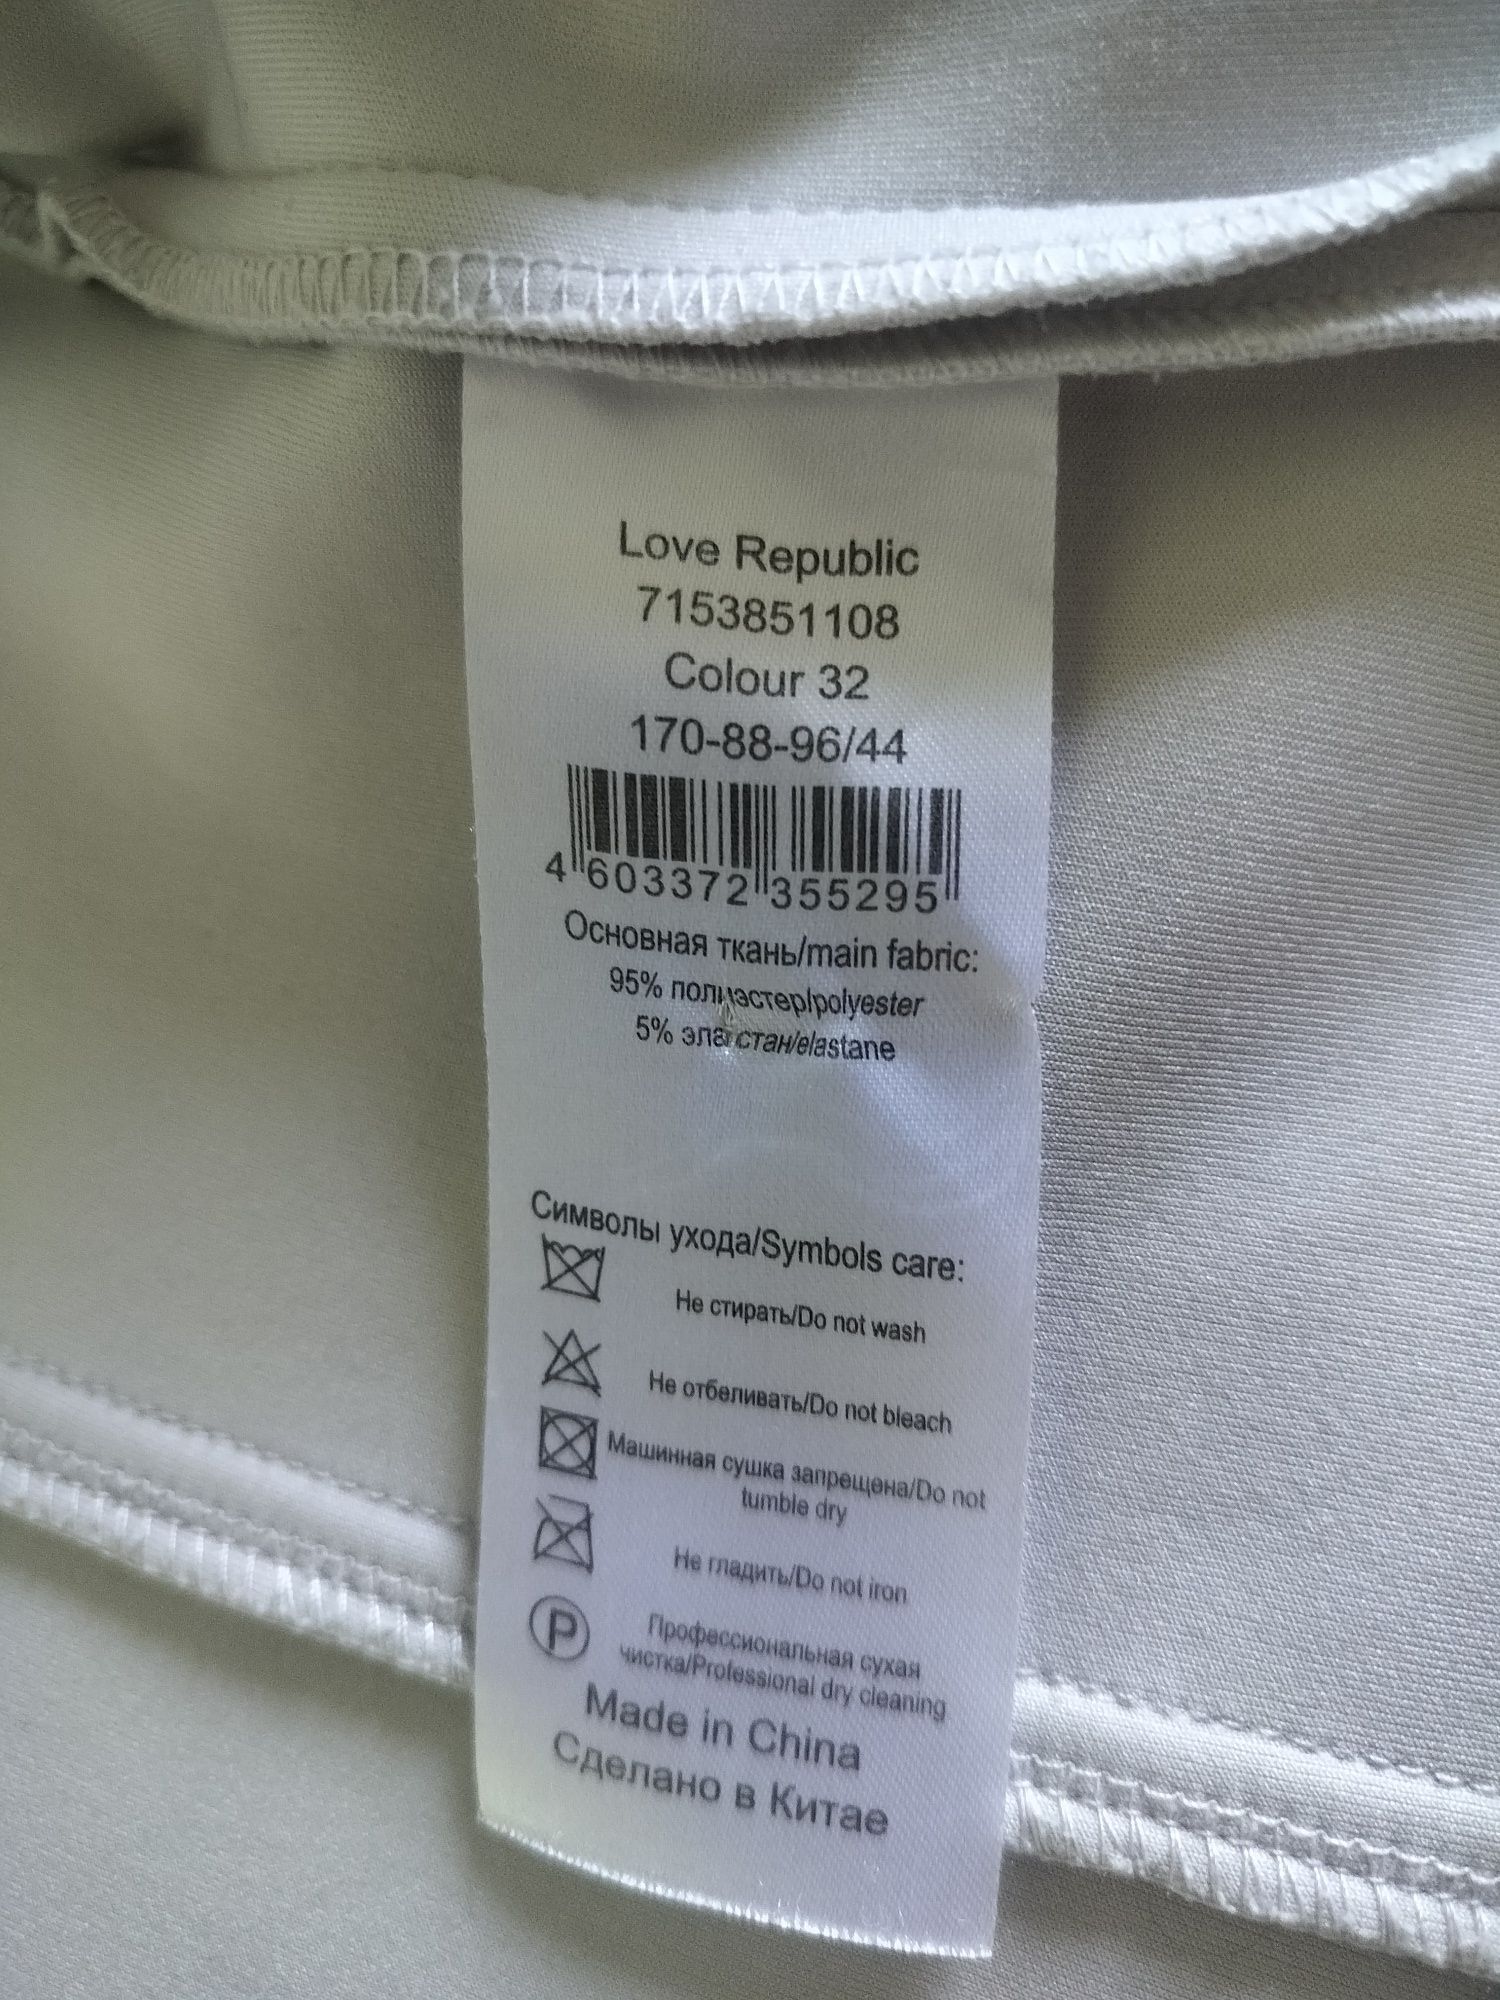 Love Republic
7153851108
Colour 32
170-88-96/44
4 603372 355295
Основная ткань/main fabric:
95% полиэстер/polyester
5% эластан/elastane
Символы ухода/Symbols care:
Не стирать/Do not wash
Не отбеливать/Do not bleach
Машинная сушка запрещена/Do not
tumble dry
Не гладить/Do not iron
P
Профессиональная сухая
чистка/Professional dry cleaning
Made in China
Сделано в Китае